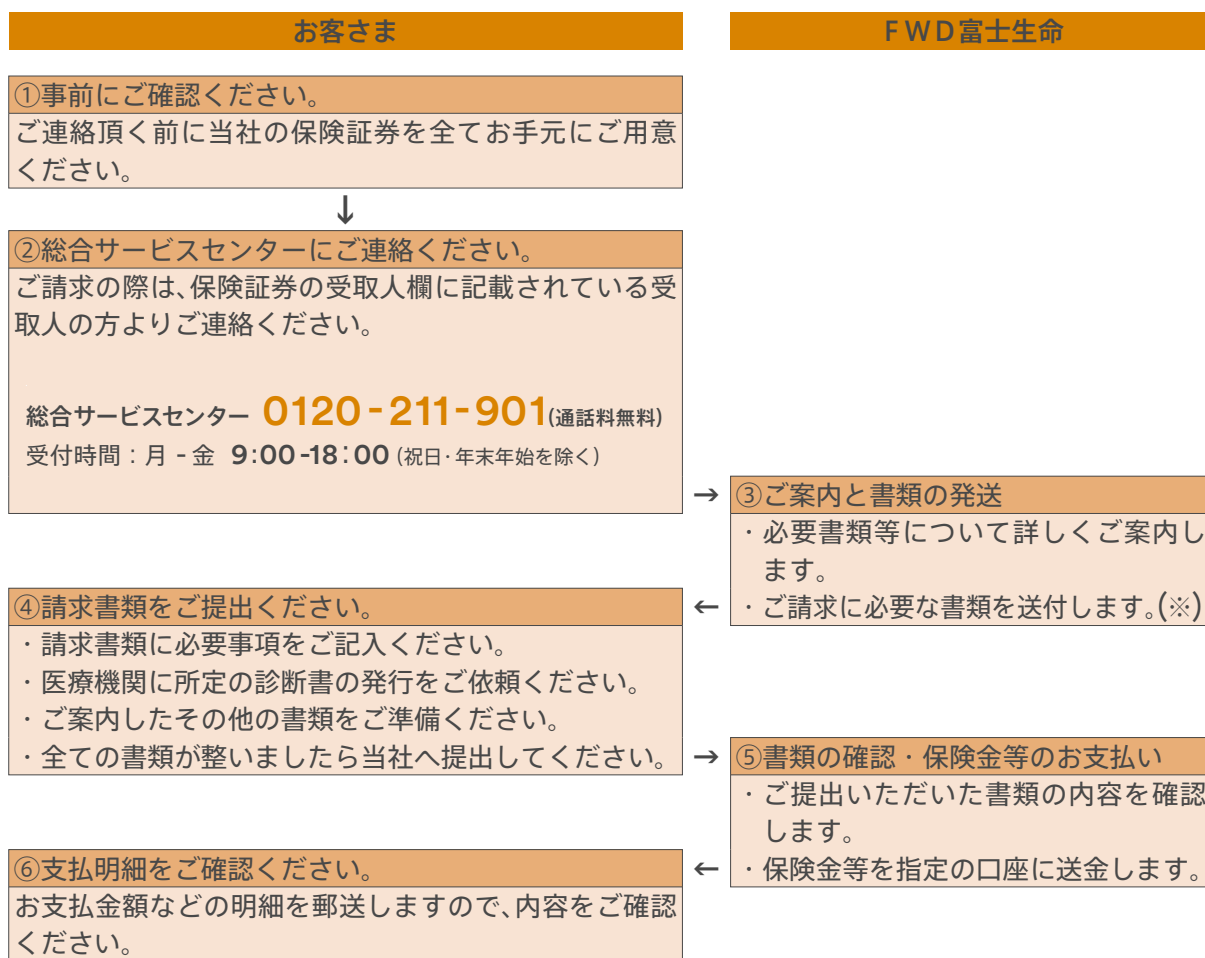 お客さま
FWD富士生命
①事前にご確認ください。
ご連絡頂く前に当社の保険証券を全てお手元にご用意
ください。
↓
②総合サービスセンターにご連絡ください。
ご請求の際は、保険証券の受取人欄に記載されている受
取人の方よりご連絡ください。
総合サービスセンター 0120-211-901(通話料無料)
受付時間:月-金 9:00-18:00(祝日・年末年始を除く)
→
③ご案内と書類の発送
・必要書類等について詳しくご案内し
ます。
・ご請求に必要な書類を送付します。(※)
←
④請求書類をご提出ください。
・請求書類に必要事項をご記入ください。
・医療機関に所定の診断書の発行をご依頼ください。
・ご案内したその他の書類をご準備ください。
・全ての書類が整いましたら当社へ提出してください。
→
⑤書類の確認・保険金等のお支払い
・ご提出いただいた書類の内容を確認
します。
・保険金等を指定の口座に送金します。
←
⑥支払明細をご確認ください。
お支払金額などの明細を郵送しますので、内容をご確認
ください。